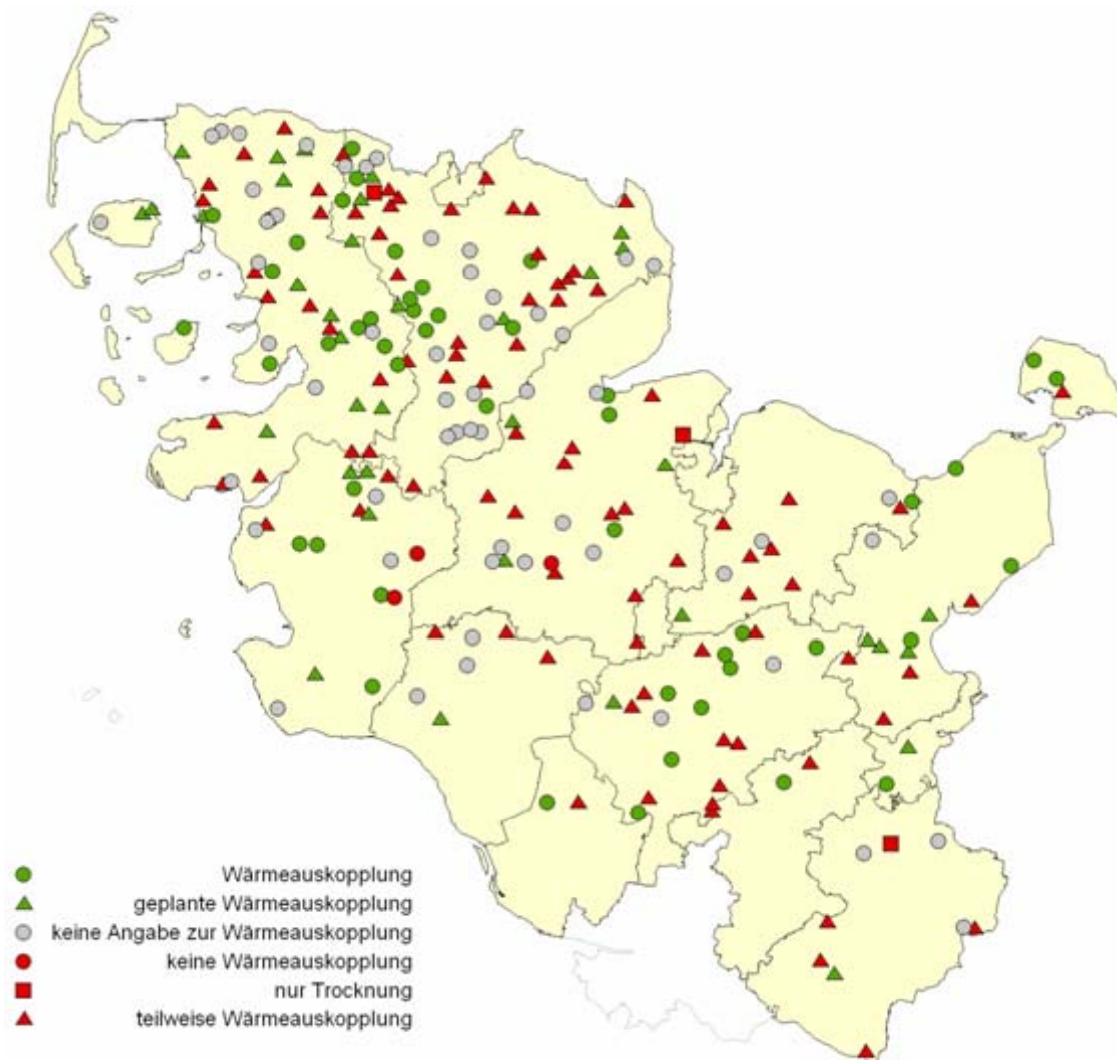 Wärmeauskopplung
geplante Wärmeauskopplung
keine Angabe zur Wärmeauskopplung
keine Wärmeauskopplung
nur Trocknung
teilweise Wärmeauskopplung